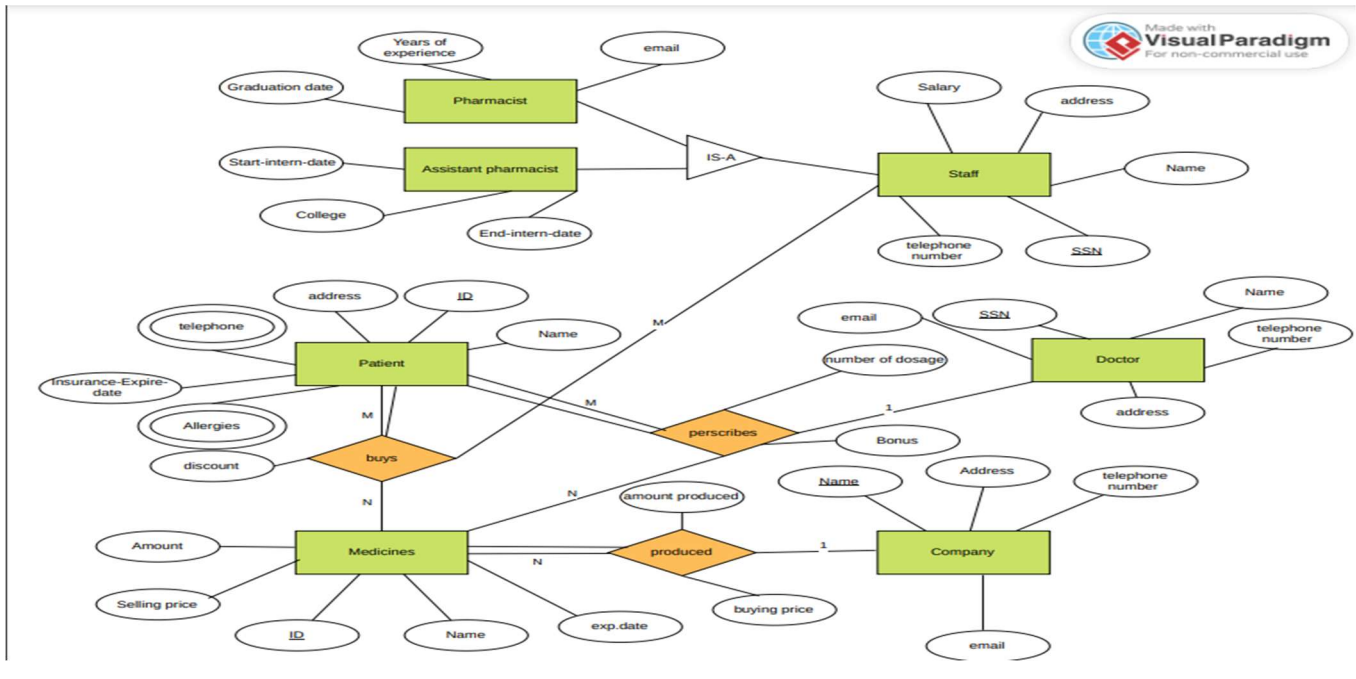 Made with
Visual Paradigm
For non-commercial use
Years of
experience
email
Graduation date
Pharmacist
Salary
address
Start-intern-date
Assistant pharmacist
IS-A
Staff
Name
College
End-intern-date
telephone
number
SSN
address
ID
Name
telephone
Name
email
SSN
telephone
number
M
Patient
number of dosage
Doctor
Insurance-Expire-
date
M
M
1
address
Allergies
perscribes
discount
buys
Bonus
Name
Address
telephone
number
N
N
amount produced
Amount
Medicines
N
produced
1
Company
Selling price
ID
Name
exp.date
buying price
email